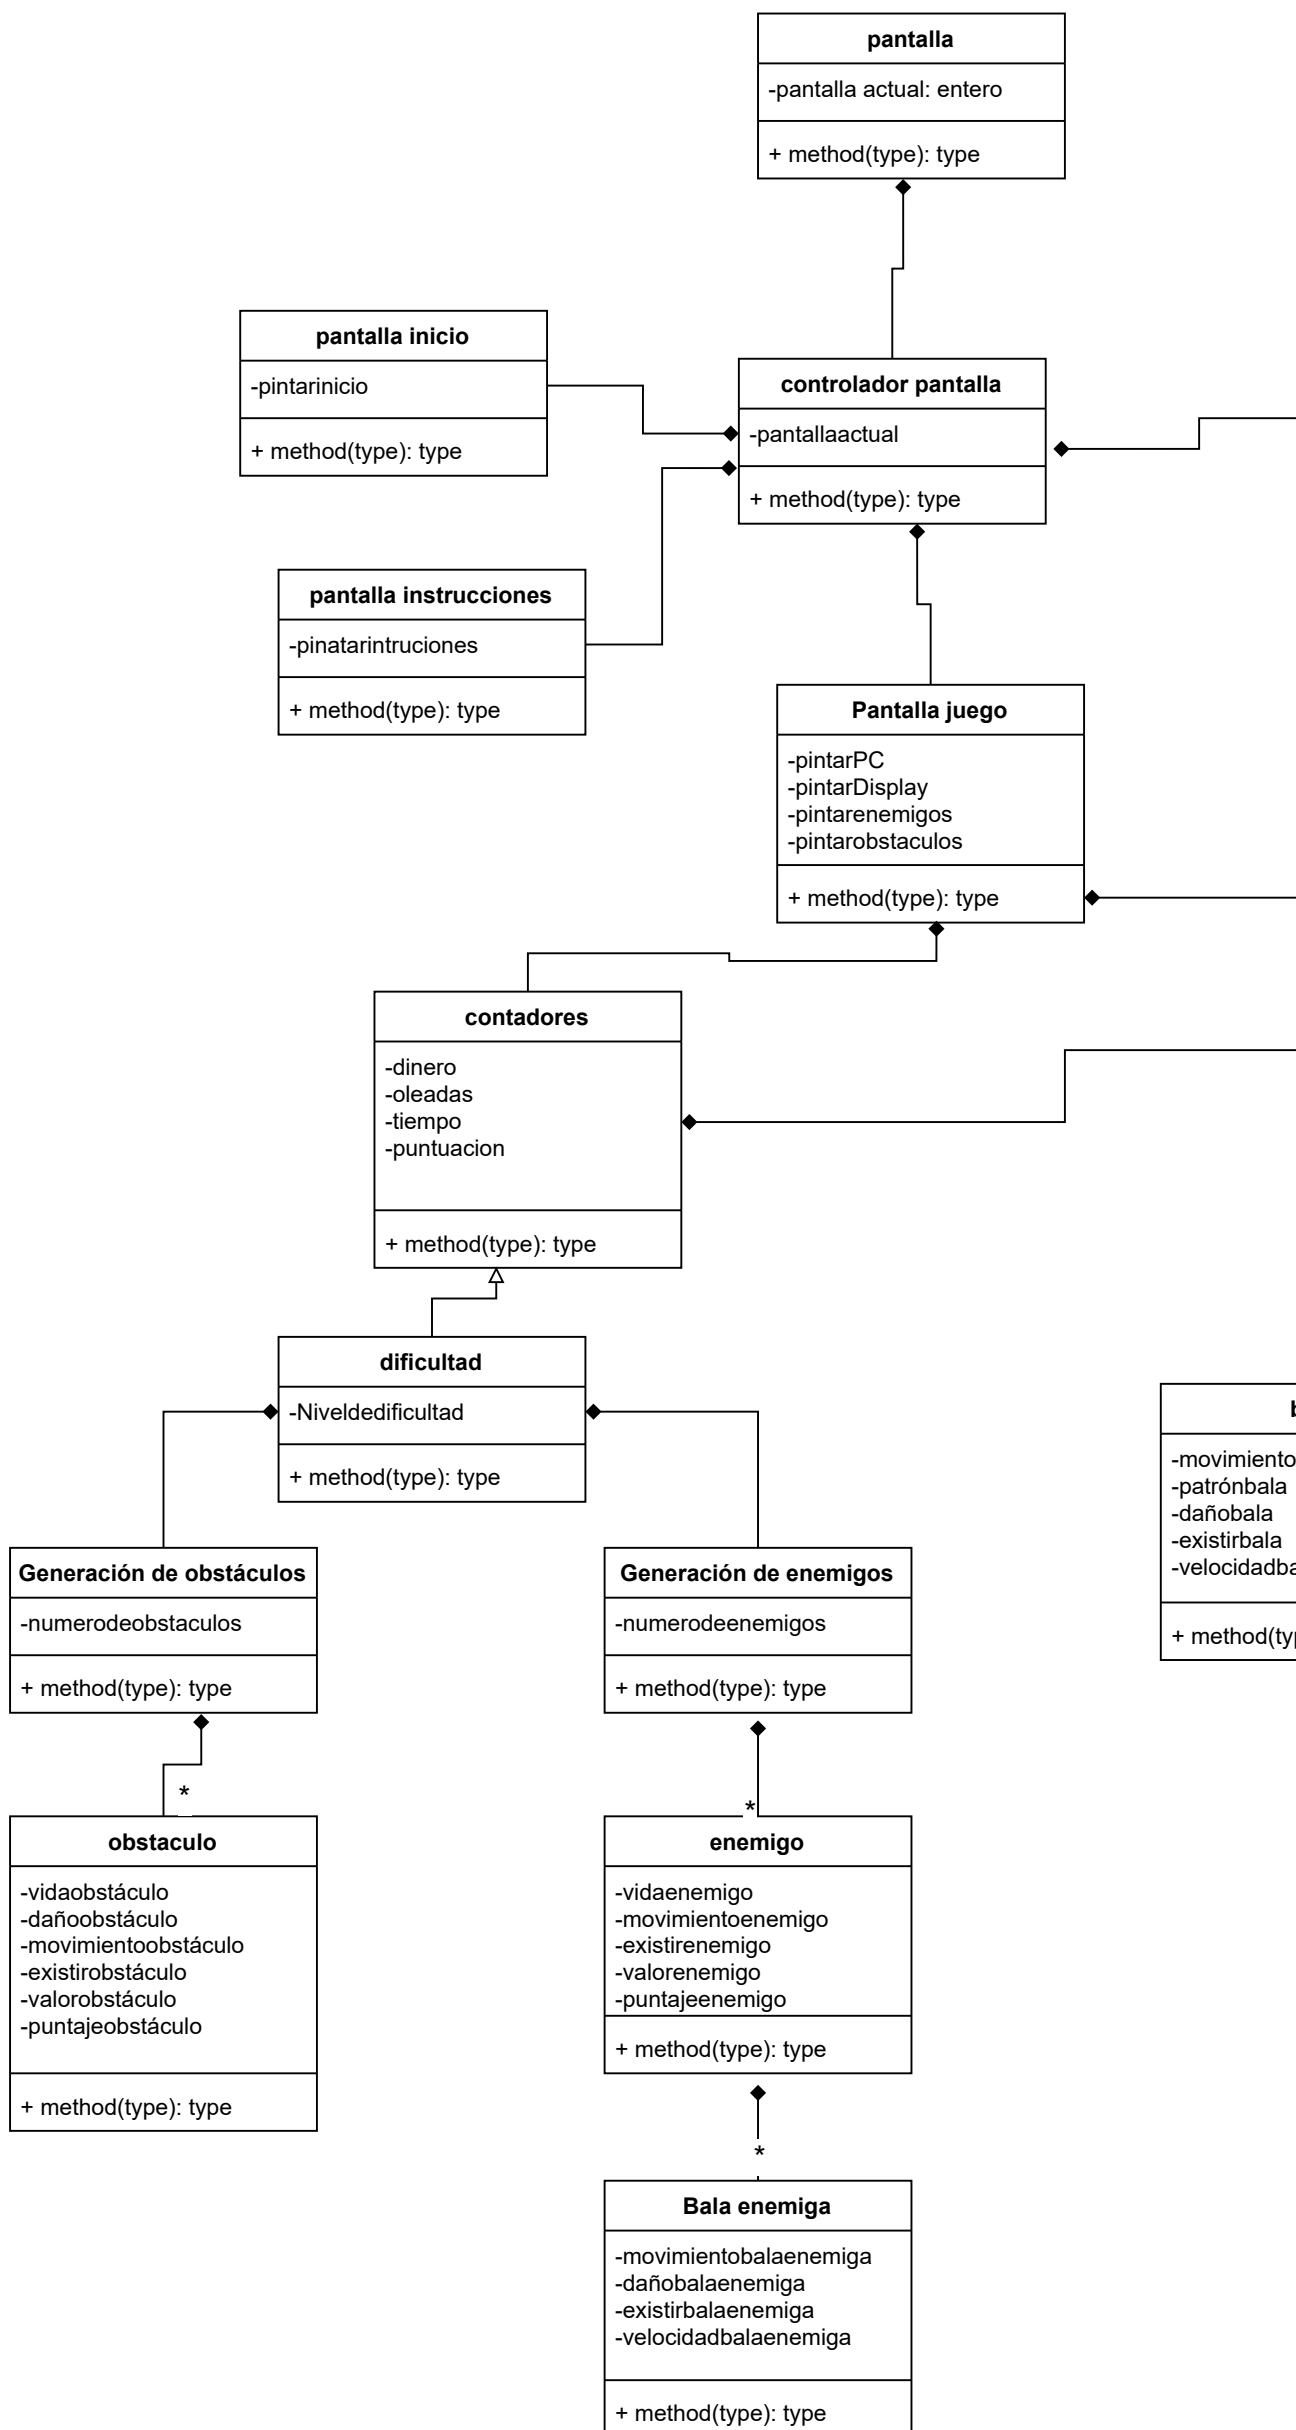 pantalla
-pantalla actual: entero
+ method(type): type
pantalla inicio
-pintarinicio
+ method(type): type
controlador pantalla
-pantallaactual
+ method(type): type
pantalla instrucciones
-pinatarintruciones
+ method(type): type
Pantalla juego
-pintarPC
-pintarDisplay
-pintarenemigos
-pintarobstaculos
+ method(type): type
contadores
-dinero
-oleadas
-tiempo
-puntuacion
+ method(type): type
dificultad
-Niveldedificultad
+ method(type): type
-movimiento
-patrónbala
-dañobala
-existirbala
Generación de obstáculos
-numerodeobstaculos
+ method(type): type
Generación de enemigos
-numerodeenemigos
+ method(type): type
*
*
obstaculo
-vidaobstáculo
-dañoobstáculo
-movimientoobstáculo
-existirobstáculo
-valorobstáculo
-puntajeobstáculo
+ method(type): type
enemigo
-vidaenemigo
-movimientoenemigo
-existirenemigo
-valorenemigo
-puntajeenemigo
+ method(type): type
*
Bala enemiga
-movimientobalaenemiga
-dañobalaenemiga
-existirbalaenemiga
-velocidadbalaenemiga
+ method(type): type